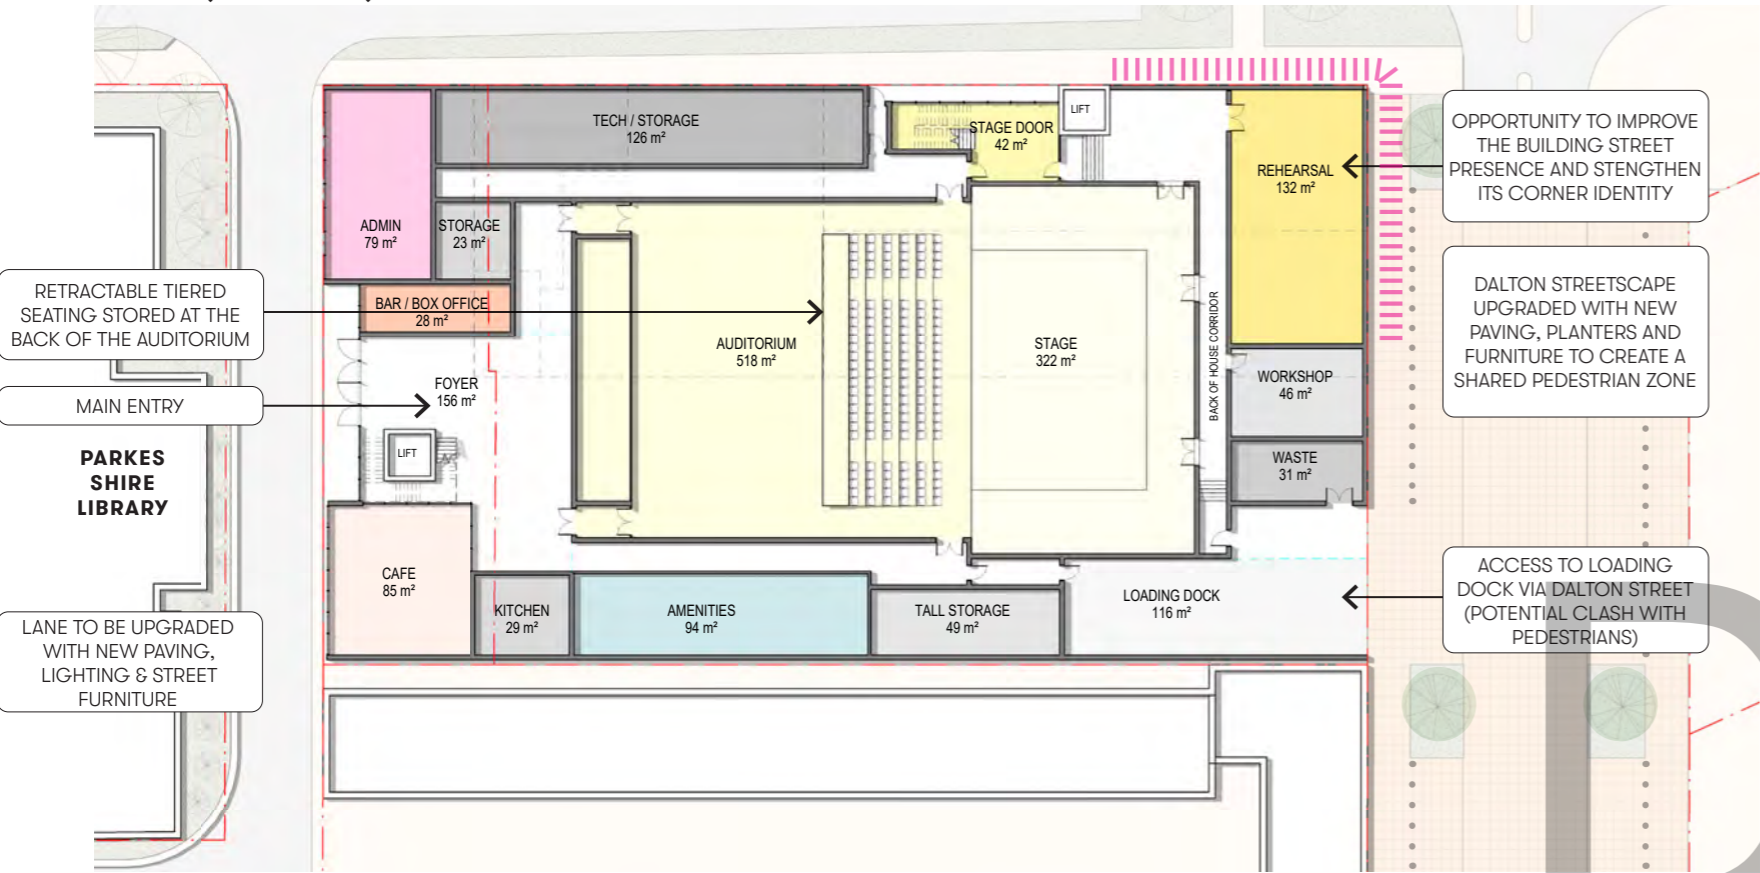 TECH / STORAGE
126 m²
STAGE DOOR
42 m²
LIFT
REHEARSAL
132 m²
ADMIN
79 m²
STORAGE
23 m²
BAR / BOX OFFICE
28 m²
AUDITORIUM
518 m²
STAGE
322 m²
BACK OF HOUSE CORRIDOR
WORKSHOP
46 m²
FOYER
156 m²
LIFT
WASTE
31 m²
CAFE
85 m²
KITCHEN
29 m²
AMENITIES
94 m²
TALL STORAGE
49 m²
LOADING DOCK
116 m²
RETRACTABLE TIERED
SEATING STORED AT THE
BACK OF THE AUDITORIUM
MAIN ENTRY
PARKES
SHIRE
LIBRARY
LANE TO BE UPGRADED
WITH NEW PAVING,
LIGHTING & STREET
FURNITURE
OPPORTUNITY TO IMPROVE
THE BUILDING STREET
PRESENCE AND STENGTHEN
ITS CORNER IDENTITY
DALTON STREETSCAPE
UPGRADED WITH NEW
PAVING, PLANTERS AND
FURNITURE TO CREATE A
SHARED PEDESTRIAN ZONE
ACCESS TO LOADING
DOCK VIA DALTON STREET
(POTENTIAL CLASH WITH
PEDESTRIANS)